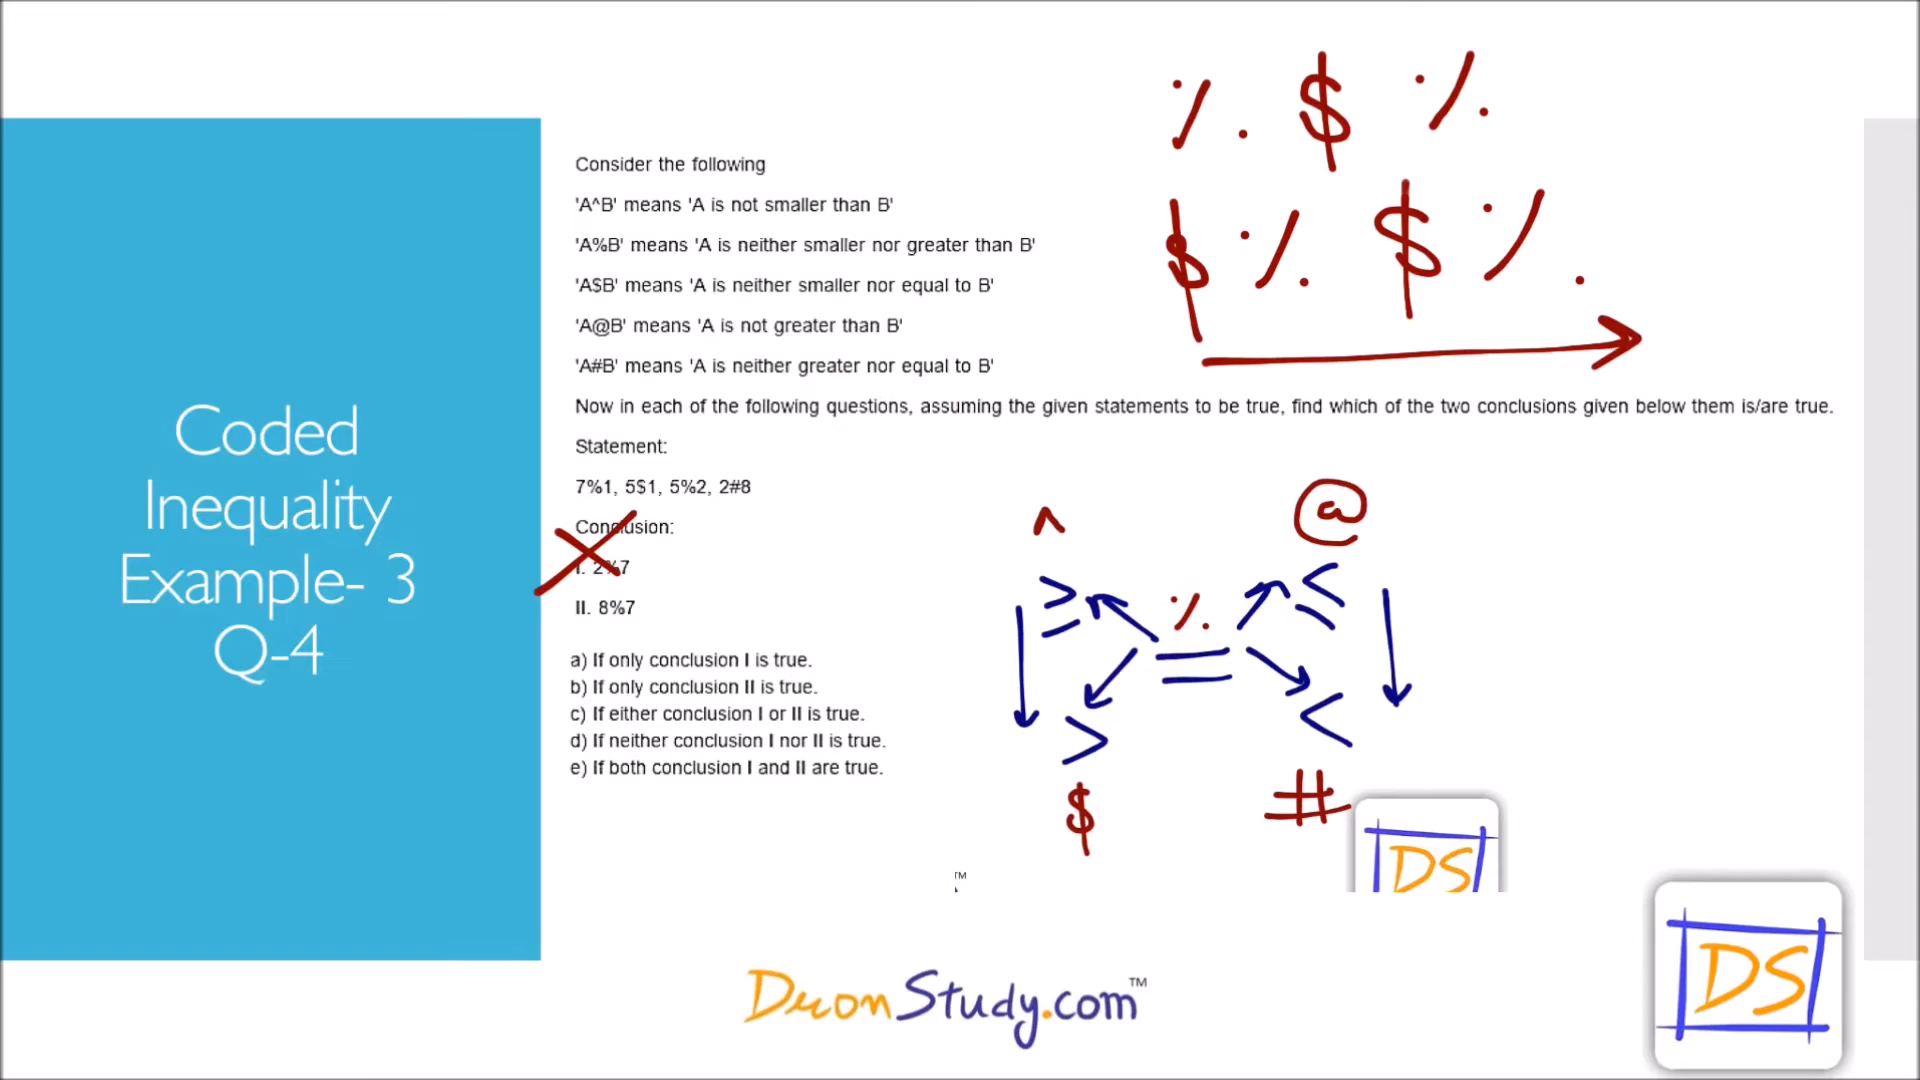 % $ %
$ % $ %
Coded
Inequality
Example- 3
Q-4
Consider the following
'A^B' means 'A is not smaller than B'
'A%B' means 'A is neither smaller nor greater than B'
'A$B' means 'A is neither smaller nor equal to B'
'A@B' means 'A is not greater than B'
'A#B' means 'A is neither greater nor equal to B'
Now in each of the following questions, assuming the given statements to be true, find which of the two conclusions given below them is/are true.
Statement:
7%1, 5$1, 5%2, 2#8
Conclusion:
I. 2%7
II. 8%7
a) If only conclusion I is true.
b) If only conclusion II is true.
c) If either conclusion I or II is true.
d) If neither conclusion I nor II is true.
e) If both conclusion I and II are true.
^ @
≥ % ≤
=
> <
$ #
DS
TM
DronStudy.com™
DS